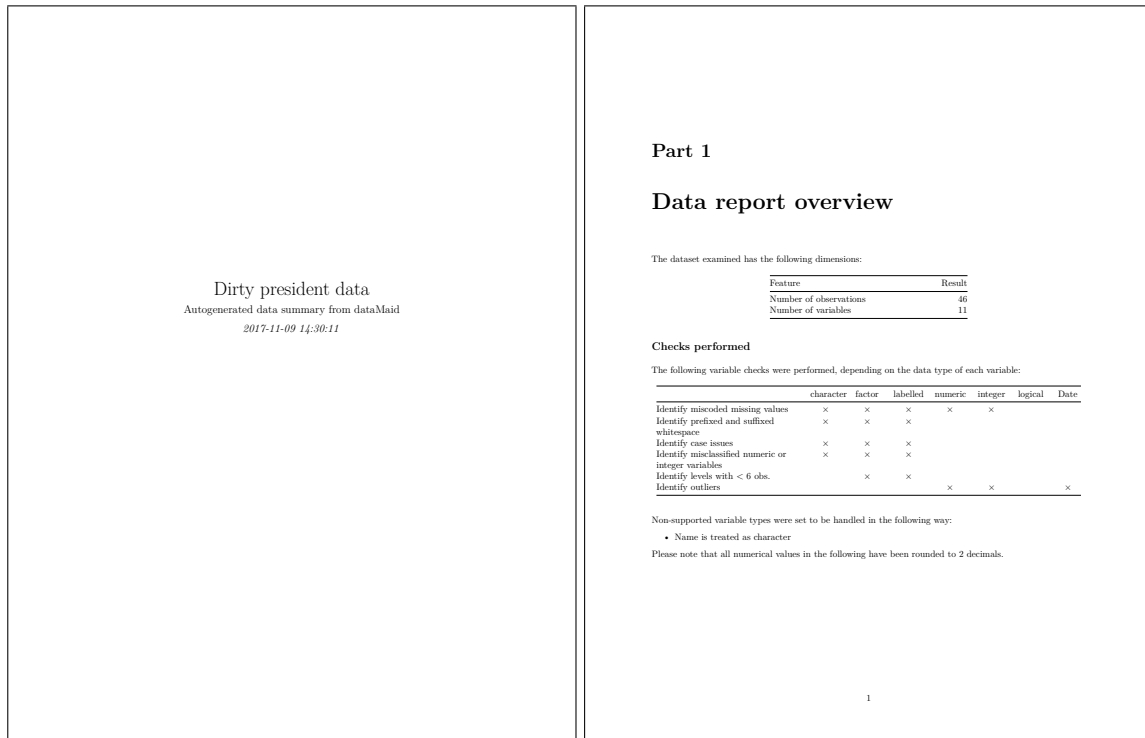 Dirty president data
Autogenerated data summary from dataMaid
2017-11-09 14:30:11
Part 1
Data report overview
The dataset examined has the following dimensions:
Feature Result
Number of observations 46
Number of variables 11
Checks performed
The following variable checks were performed, depending on the data type of each variable:
character factor labelled numeric integer logical Date
Identify miscoded missing values × × × × ×
Identify prefixed and suffixed × × ×
whitespace
Identify case issues × × ×
Identify misclassified numeric or × × ×
integer variables
Identify levels with < 6 obs. × ×
Identify outliers × × ×
Non-supported variable types were set to be handled in the following way:
• Name is treated as character
Please note that all numerical values in the following have been rounded to 2 decimals.
1